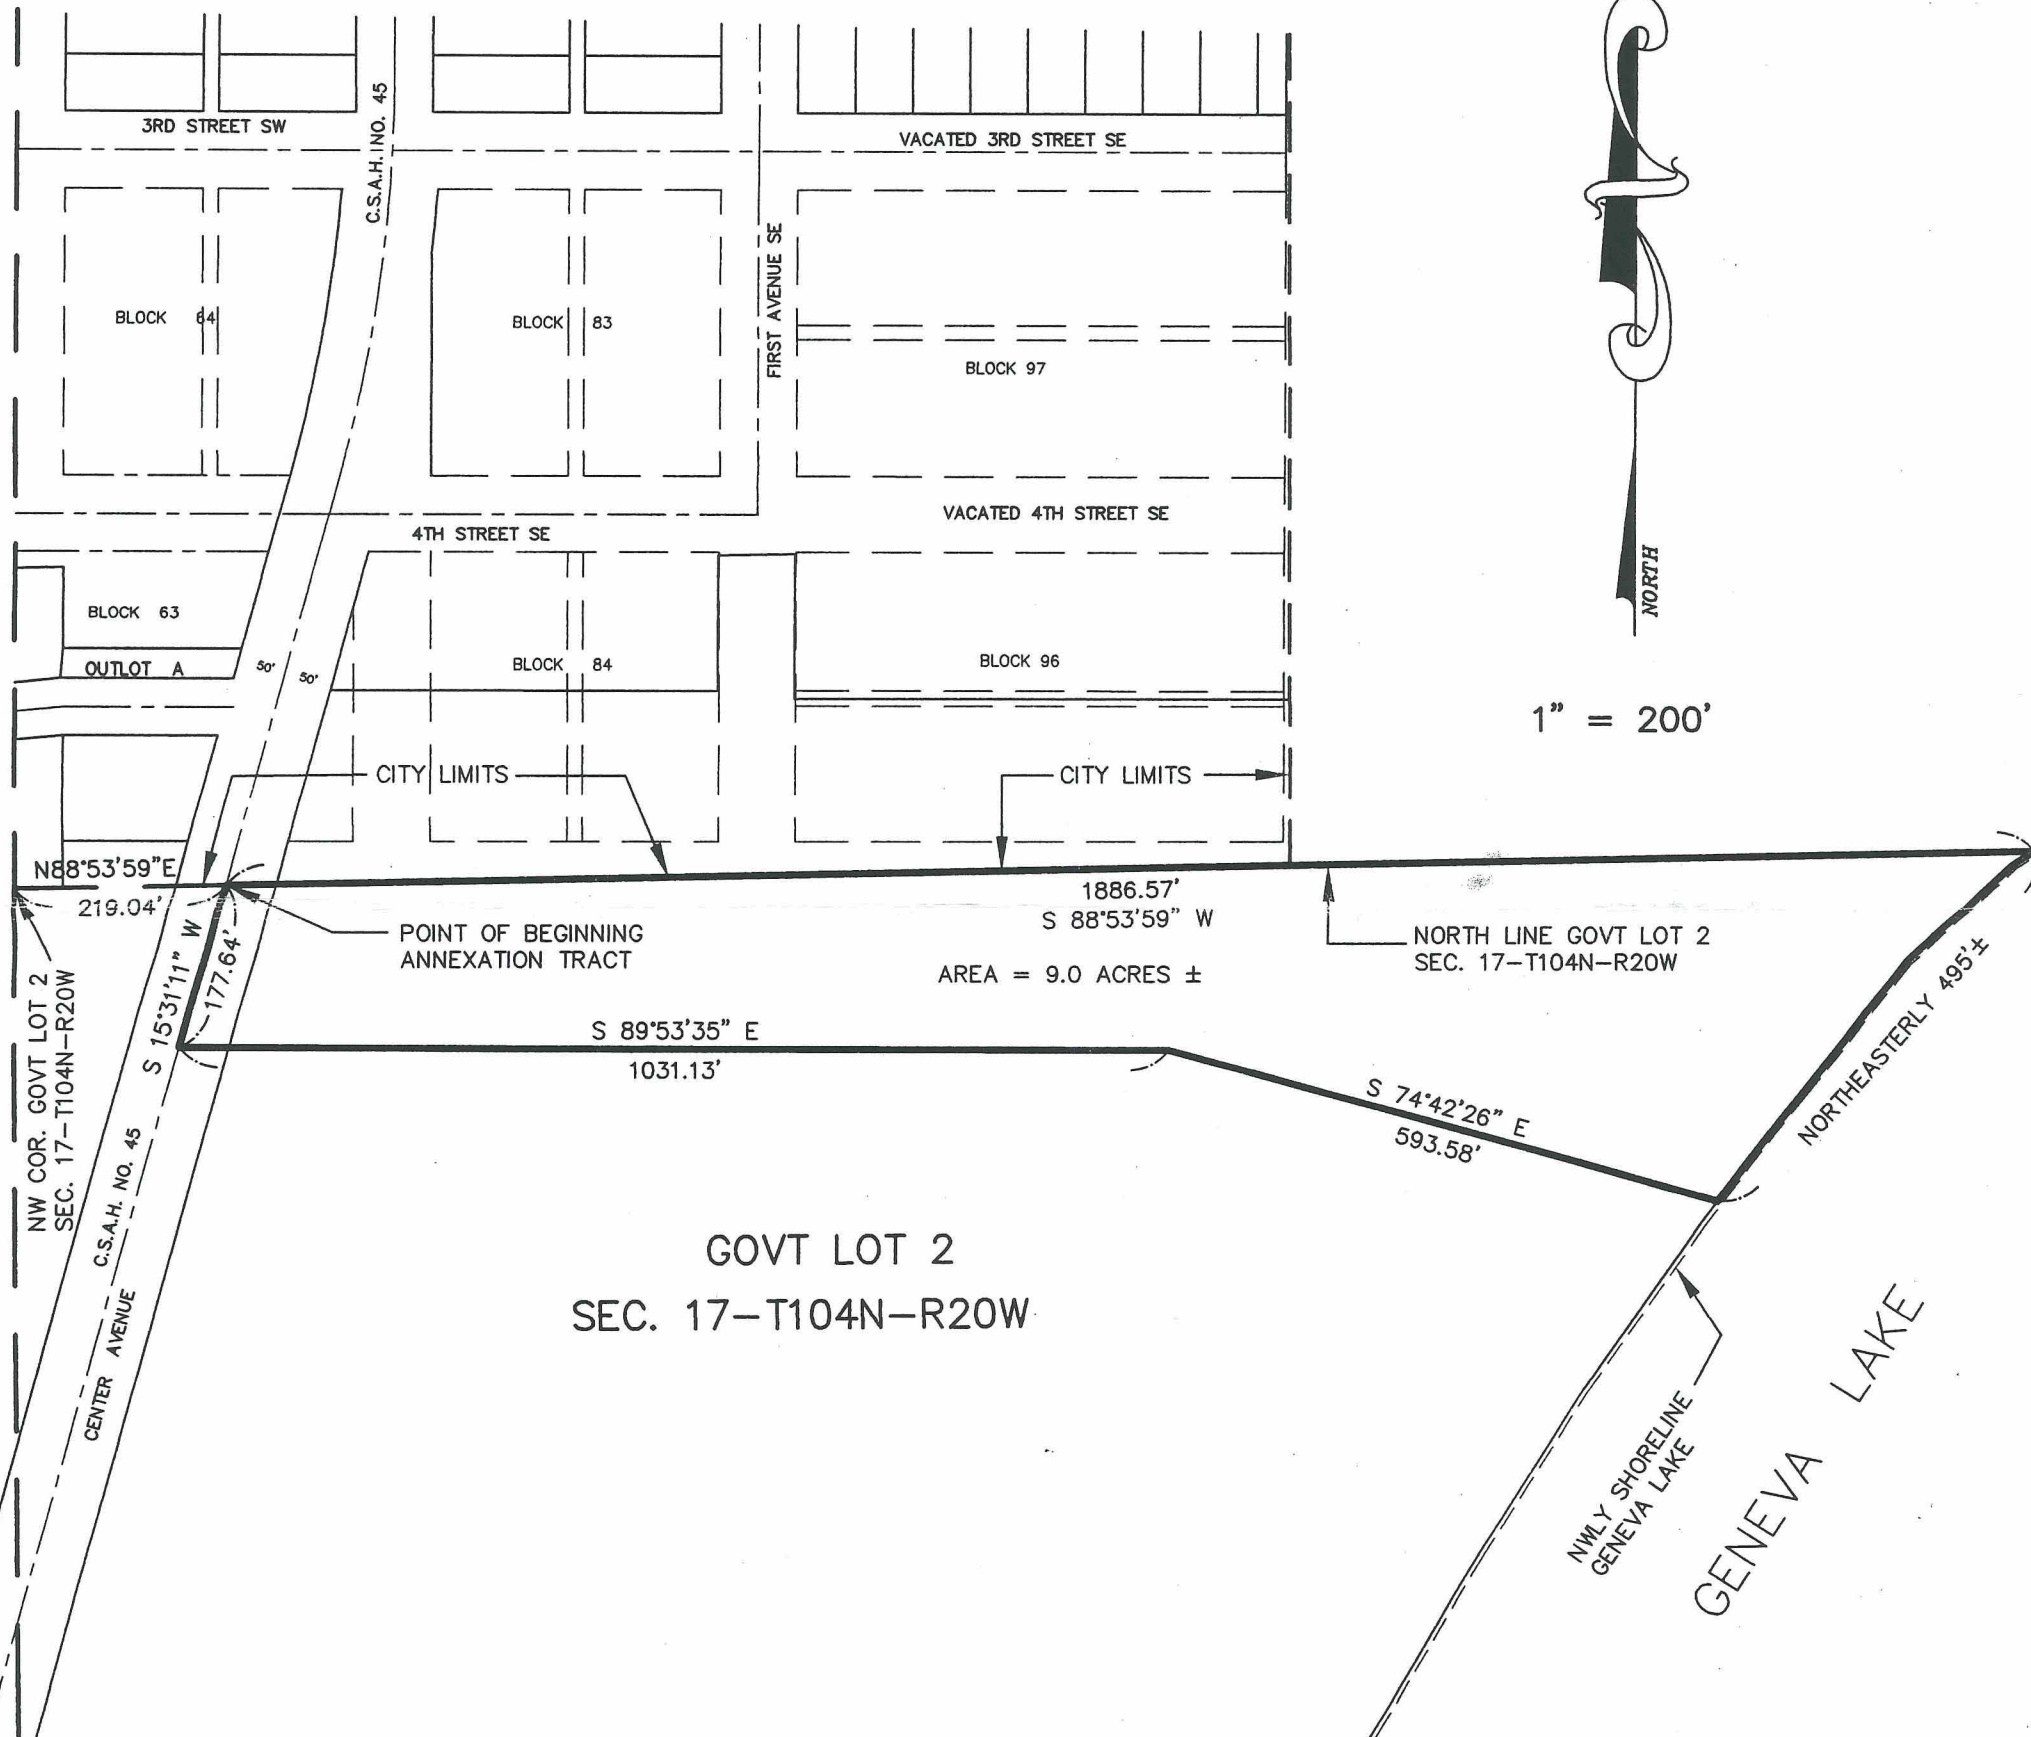 C.S.A.H. NO. 45
3RD STREET SW
VACATED 3RD STREET SE
FIRST AVENUE SE
BLOCK 64
BLOCK 83
BLOCK 97
4TH STREET SE
VACATED 4TH STREET SE
NORTH
BLOCK 63
OUTLOT A
50'
50'
BLOCK 84
BLOCK 96
1" = 200'
CITY LIMITS
CITY LIMITS
N88°53'59"E
219.04'
1886.57'
S 88°53'59" W
POINT OF BEGINNING
ANNEXATION TRACT
NORTH LINE GOVT LOT 2
SEC. 17-T104N-R20W
AREA = 9.0 ACRES ±
S 15°31'11" W
177.64'
NW COR. GOVT LOT 2
SEC. 17-T104N-R20W
S 89°53'35" E
1031.13'
S 74°42'26" E
593.58'
NORTHEASTERLY 495'±
C.S.A.H. NO. 45
CENTER AVENUE
GOVT LOT 2
SEC. 17-T104N-R20W
NWLY SHORELINE
GENEVA LAKE
GENEVA LAKE